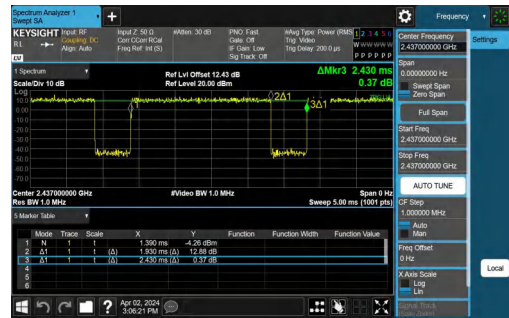 Spectrum Analyzer 1
Swept SA
+
Frequency
KEYSIGHT
Input: RF
Coupling: DC
Align: Auto
Input Z: 50 Ω
Corr CCorr RCal
Freq Ref: Int (S)
#Atten: 30 dB
PNO: Fast
Gate: Off
IF Gain: Low
Sig Track: Off
#Avg Type: Power (RMS)
Trig: Video
Trig Delay: 200.0 µs
1 2 3 4 5 6
W W W W W W
P P P P P P
RL
LV
1 Spectrum
Scale/Div 10 dB
Ref Lvl Offset 12.43 dB
Ref Level 20.00 dBm
ΔMkr3 2.430 ms
0.37 dB
Log
10.0
0.00
-10.0
-20.0
-30.0
-40.0
-50.0
-60.0
-70.0
1
2Δ1
3Δ1
Center 2.437000000 GHz
Res BW 1.0 MHz
#Video BW 1.0 MHz
Span 0 Hz
Sweep 5.00 ms (1001 pts)
5 Marker Table
Mode Trace Scale X Y Function Function Width Function Value
1 N 1 t 1.390 ms -4.26 dBm
2 Δ1 1 t (Δ) 1.930 ms (Δ) 12.88 dB
3 Δ1 1 t (Δ) 2.430 ms (Δ) 0.37 dB
4
5
6
Apr 02, 2024
3:06:21 PM
Center Frequency
2.437000000 GHz
Settings
Span
0.00000000 Hz
Swept Span
Zero Span
Full Span
Start Freq
2.437000000 GHz
Stop Freq
2.437000000 GHz
AUTO TUNE
CF Step
1.000000 MHz
Auto
Man
Freq Offset
0 Hz
X Axis Scale
Log
Lin
Signal Track
Local